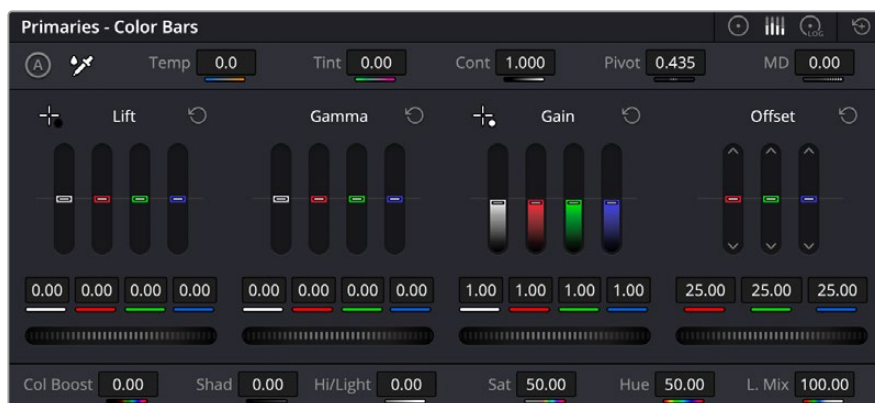 Primaries - Color Bars
LOG
A Temp 0.0 Tint 0.00 Cont 1.000 Pivot 0.435 MD 0.00
Lift Gamma Gain Offset
0.00 0.00 0.00 0.00 0.00 0.00 0.00 0.00 1.00 1.00 1.00 1.00 25.00 25.00 25.00
Col Boost 0.00 Shad 0.00 Hi/Light 0.00 Sat 50.00 Hue 50.00 L. Mix 100.00